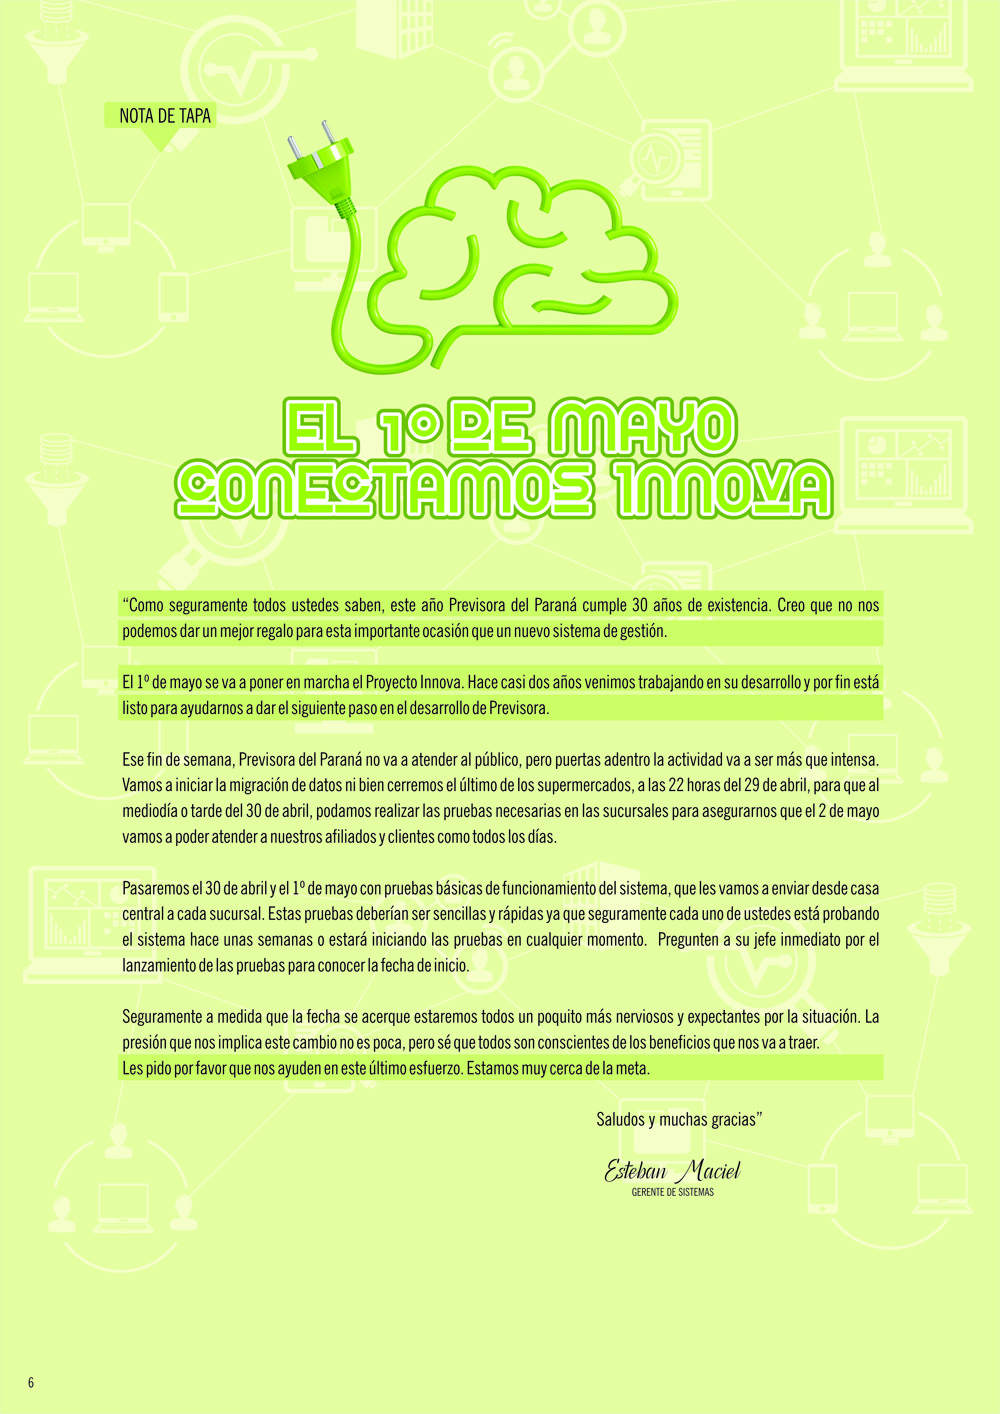 NOTA DE TAPA
EL 1º DE MAYO
CONECTAMOS INNOVA
“Como seguramente todos ustedes saben, este año Previsora del Paraná cumple 30 años de existencia. Creo que no nos
podemos dar un mejor regalo para esta importante ocasión que un nuevo sistema de gestión.
El 1º de mayo se va a poner en marcha el Proyecto Innova. Hace casi dos años venimos trabajando en su desarrollo y por fin está
listo para ayudarnos a dar el siguiente paso en el desarrollo de Previsora.
Ese fin de semana, Previsora del Paraná no va a atender al público, pero puertas adentro la actividad va a ser más que intensa.
Vamos a iniciar la migración de datos ni bien cerremos el último de los supermercados, a las 22 horas del 29 de abril, para que al
mediodía o tarde del 30 de abril, podamos realizar las pruebas necesarias en las sucursales para asegurarnos que el 2 de mayo
vamos a poder atender a nuestros afiliados y clientes como todos los días.
Pasaremos el 30 de abril y el 1º de mayo con pruebas básicas de funcionamiento del sistema, que les vamos a enviar desde casa
central a cada sucursal. Estas pruebas deberían ser sencillas y rápidas ya que seguramente cada uno de ustedes está probando
el sistema hace unas semanas o estará iniciando las pruebas en cualquier momento. Pregunten a su jefe inmediato por el
lanzamiento de las pruebas para conocer la fecha de inicio.
Seguramente a medida que la fecha se acerque estaremos todos un poquito más nerviosos y expectantes por la situación. La
presión que nos implica este cambio no es poca, pero sé que todos son conscientes de los beneficios que nos va a traer.
Les pido por favor que nos ayuden en este último esfuerzo. Estamos muy cerca de la meta.
Saludos y muchas gracias”
Esteban Maciel
GERENTE DE SISTEMAS
6